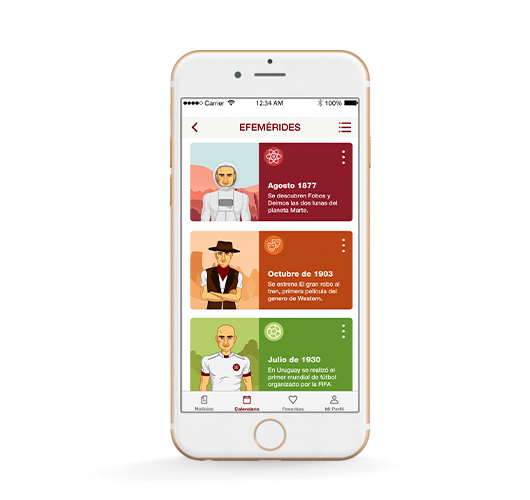 Carrier 12:34 AM 100%
EFEMÉRIDES
Agosto 1877
Se descubren Fobos y
Deimos las dos lunas del
planeta Marte.
Octubre de 1903
Se estrena El gran robo al
tren, primera película del
genero de Western.
Julio de 1930
En Uruguay se realizó el
primer mundial de fútbol
organizado por la FIFA
Noticias Calendario Favoritos Mi Perfil